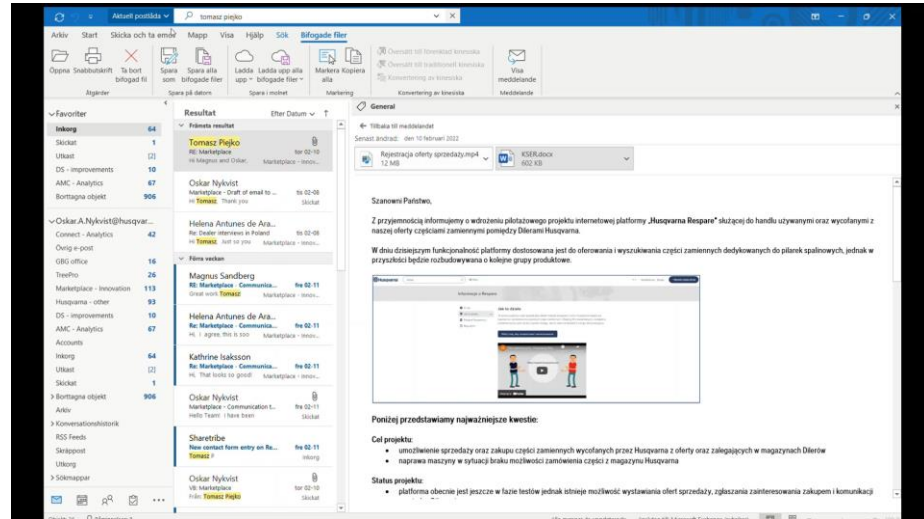 Aktuell postlåda
tomasz piejko
Arkiv Start Skicka och ta emot Mapp Visa Hjälp Sök Bifogade filer
Öppna Snabbutskrift Ta bort bifogad fil
Spara som Spara alla bifogade filer
Ladda upp Ladda upp alla bifogade filer
Markera alla Kopiera
Översätt till förenklad kinesiska
Översätt till traditionell kinesiska
Konvertering av kinesiska
Visa meddelande
Åtgärder Spara på datorn Spara i molnet Markering Konvertering av kinesiska Meddelande
Favoriter
Inkorg 64
Skickat 1
Utkast [2]
DS - improvements 10
AMC - Analytics 67
Borttagna objekt 906
Oskar.A.Nykvist@husqvar...
Connect - Analytics 42
Övrig e-post
GBG office 16
TreePro 26
Marketplace - Innovation 113
Husqvarna - other 93
DS - improvements 10
AMC - Analytics 67
Accounts
Inkorg 64
Utkast [2]
Skickat 1
Borttagna objekt 906
Arkiv
Konversationshistorik
RSS Feeds
Skräppost
Utkorg
Sökmappar
Resultat Efter Datum
Främsta resultat
Tomasz Piejko
RE: Marketplace tor 02-10
Hi Magnus and Oskar, Marketplace - Innov...
Oskar Nykvist
Marketplace - Draft of email to ... tis 02-08
Hi Tomasz Thank you Skickat
Helena Antunes de Ara...
Re: Dealer interviews in Poland tis 02-08
Hi Tomasz Just so you Marketplace - Innov...
Förra veckan
Magnus Sandberg
RE: Marketplace - Communica... fre 02-11
Great work Tomasz Marketplace - Innov...
Helena Antunes de Ara...
Re: Marketplace - Communica... fre 02-11
Hi, I agree, this is too Marketplace - Innov...
Kathrine Isaksson
Re: Marketplace - Communica... fre 02-11
Hi, That looks so good! Marketplace - Innov...
Oskar Nykvist
Marketplace - Communication t... fre 02-11
Hello Team! I have been Skickat
Sharetribe
New contact form entry on Re... fre 02-11
Tomasz P Inkorg
Oskar Nykvist
VB: Marketplace tor 02-10
Från: Tomasz Piejko Skickat
General
Tillbaka till meddelandet
Senast ändrad: den 10 februari 2022
Rejestracja oferty sprzedaży.mp4
12 MB
KSER.docx
602 KB
Szanowni Państwo,
Z przyjemnością informujemy o wdrożeniu pilotażowego projektu internetowej platformy „Husqvarna Respare” służącej do handlu używanymi oraz wycofanymi z
naszej oferty częściami zamiennymi pomiędzy Dilerami Husqvarna.
W dniu dzisiejszym funkcjonalność platformy dostosowana jest do oferowania i wyszukiwania części zamiennych dedykowanych do pilarek spalinowych, jednak w
przyszłości będzie rozbudowywana o kolejne grupy produktowe.
Husqvarna
Informacje o Respare
Poniżej przedstawiamy najważniejsze kwestie:
Cel projektu:
• umożliwienie sprzedaży oraz zakupu części zamiennych wycofanych przez Husqvarna z oferty oraz zalegających w magazynach Dilerów
• naprawa maszyny w sytuacji braku możliwości zamówienia części z magazynu Husqvarna
Status projektu:
• platforma obecnie jest jeszcze w fazie testów jednak istnieje możliwość wystawiania ofert sprzedaży, zgłaszania zainteresowania zakupem i komunikacji